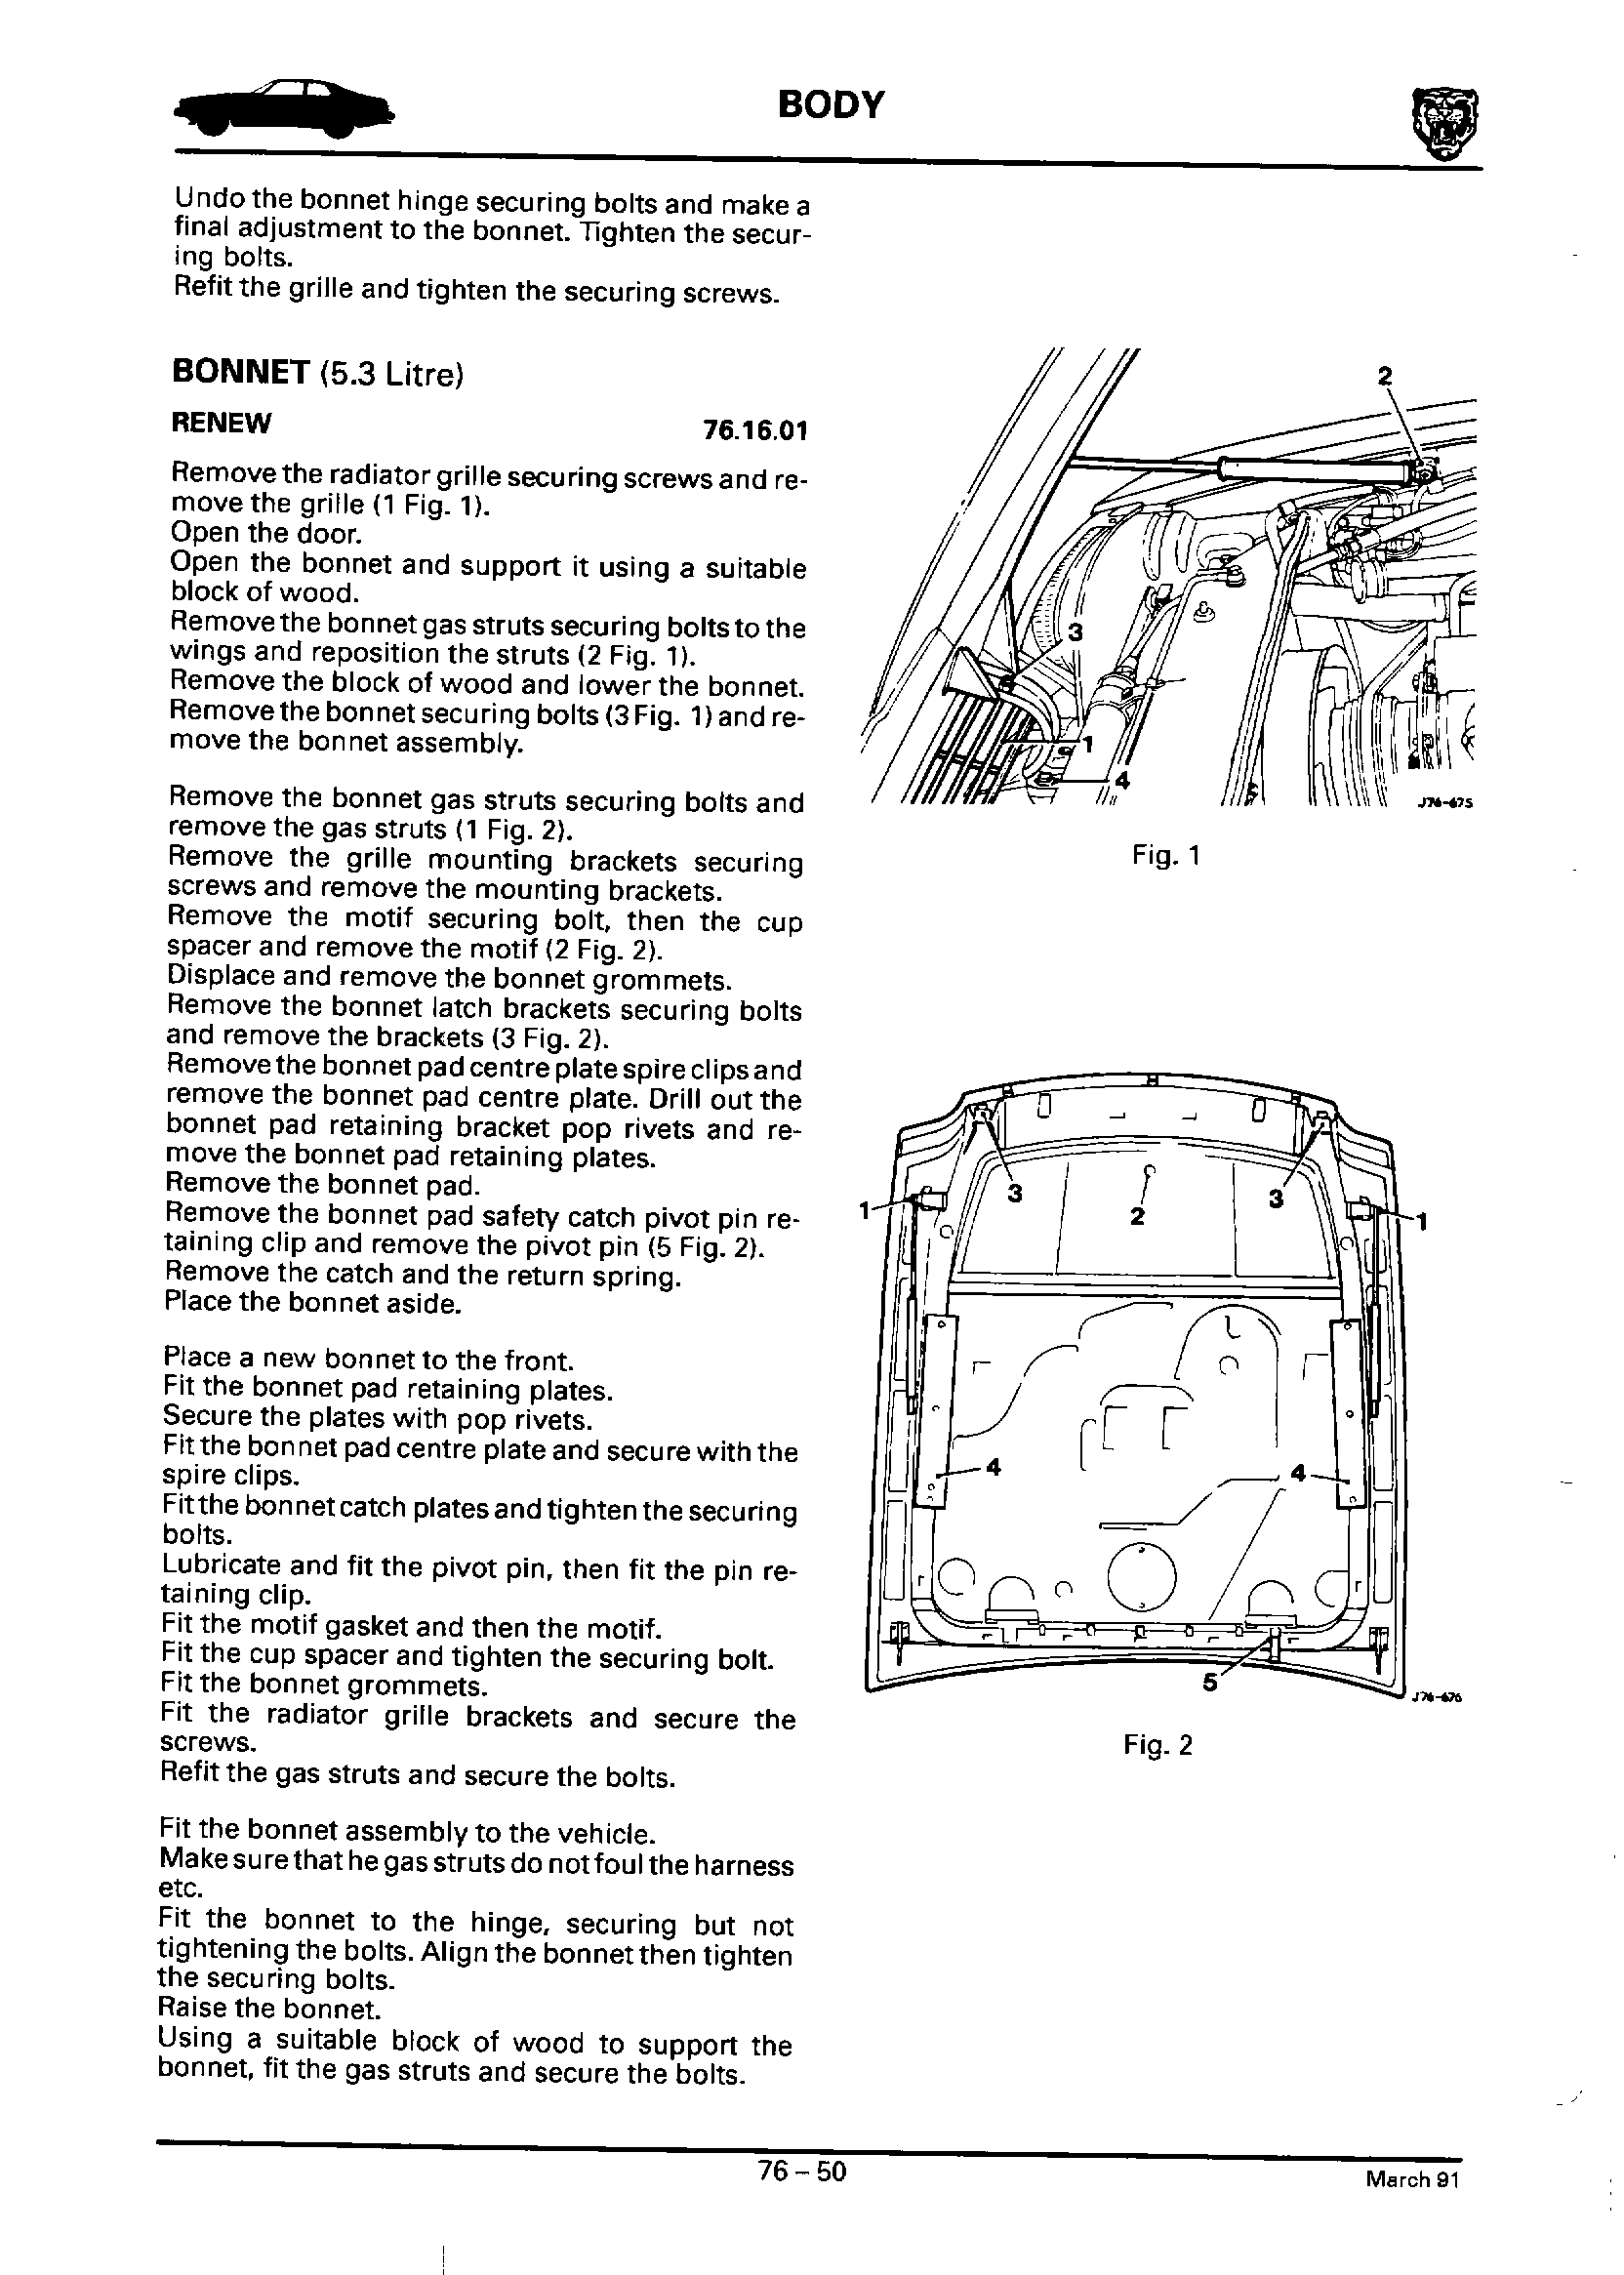 BODY
Undo the bonnet hinge securing bolts and make a
final adjustment to the bonnet. Tighten the secur-
ing bolts.
Refit the grille and tighten the securing screws.
BONNET (5.3 Litre)
RENEW 76.16.01
Remove the radiator grille securing screws and re-
move the grille (1 Fig. 1).
Open the door.
Open the bonnet and support it using a suitable
block of wood.
Remove the bonnet gas struts securing bolts to the
wings and reposition the struts (2 Fig. 1).
Remove the block of wood and lower the bonnet.
Remove the bonnet securing bolts (3 Fig. 1) and re-
move the bonnet assembly.
Remove the bonnet gas struts securing bolts and
remove the gas struts (1 Fig. 2).
Remove the grille mounting brackets securing
screws and remove the mounting brackets.
Remove the motif securing bolt, then the cup
spacer and remove the motif (2 Fig. 2).
Displace and remove the bonnet grommets.
Remove the bonnet latch brackets securing bolts
and remove the brackets (3 Fig. 2).
Remove the bonnet pad centre plate spire clips and
remove the bonnet pad centre plate. Drill out the
bonnet pad retaining bracket pop rivets and re-
move the bonnet pad retaining plates.
Remove the bonnet pad.
Remove the bonnet pad safety catch pivot pin re-
taining clip and remove the pivot pin (5 Fig. 2).
Remove the catch and the return spring.
Place the bonnet aside.
Place a new bonnet to the front.
Fit the bonnet pad retaining plates.
Secure the plates with pop rivets.
Fit the bonnet pad centre plate and secure with the
spire clips.
Fit the bonnet catch plates and tighten the securing
bolts.
Lubricate and fit the pivot pin, then fit the pin re-
taining clip.
Fit the motif gasket and then the motif.
Fit the cup spacer and tighten the securing bolt.
Fit the bonnet grommets.
Fit the radiator grille brackets and secure the
screws.
Refit the gas struts and secure the bolts.
Fit the bonnet assembly to the vehicle.
Make sure that he gas struts do not foul the harness
etc.
Fit the bonnet to the hinge, securing but not
tightening the bolts. Align the bonnet then tighten
the securing bolts.
Raise the bonnet.
Using a suitable block of wood to support the
bonnet, fit the gas struts and secure the bolts.
2
3
1
4
J76-675
Fig. 1
3
3
1
2
1
4
4
5
J76-676
Fig. 2
76 – 50
March 91